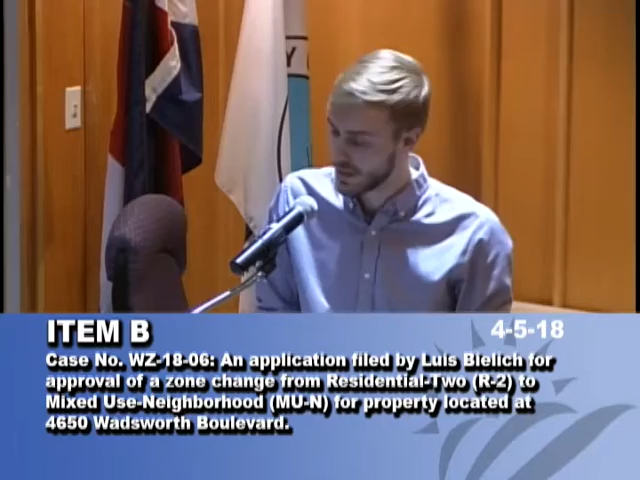 Y
ITEM B
4-5-18
Case No. WZ-18-06: An application filed by Luis Bielich for
approval of a zone change from Residential-Two (R-2) to
Mixed Use-Neighborhood (MU-N) for property located at
4650 Wadsworth Boulevard.